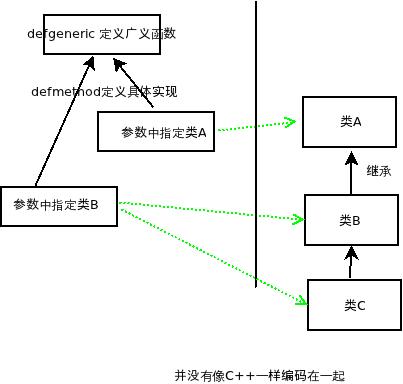 defgeneric 定义广义函数
defmethod定义具体实现
参数中指定类A
类A
继承
参数中指定类B
类B
类C
并没有像C++一样编码在一起